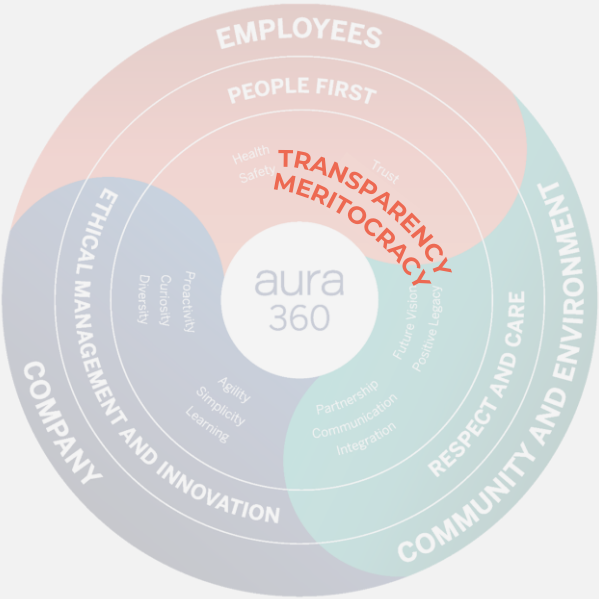 EMPLOYEES
PEOPLE FIRST
Health
Safety
Trust
TRANSPARENCY
MERITOCRACY
aura
360
ETHICAL MANAGEMENT AND INNOVATION
Diversity
Curiosity
Proactivity
Agility
Simplicity
Learning
COMPANY
Future Vision
Positive Legacy
Partnership
Communication
Integration
RESPECT AND CARE
COMMUNITY AND ENVIRONMENT